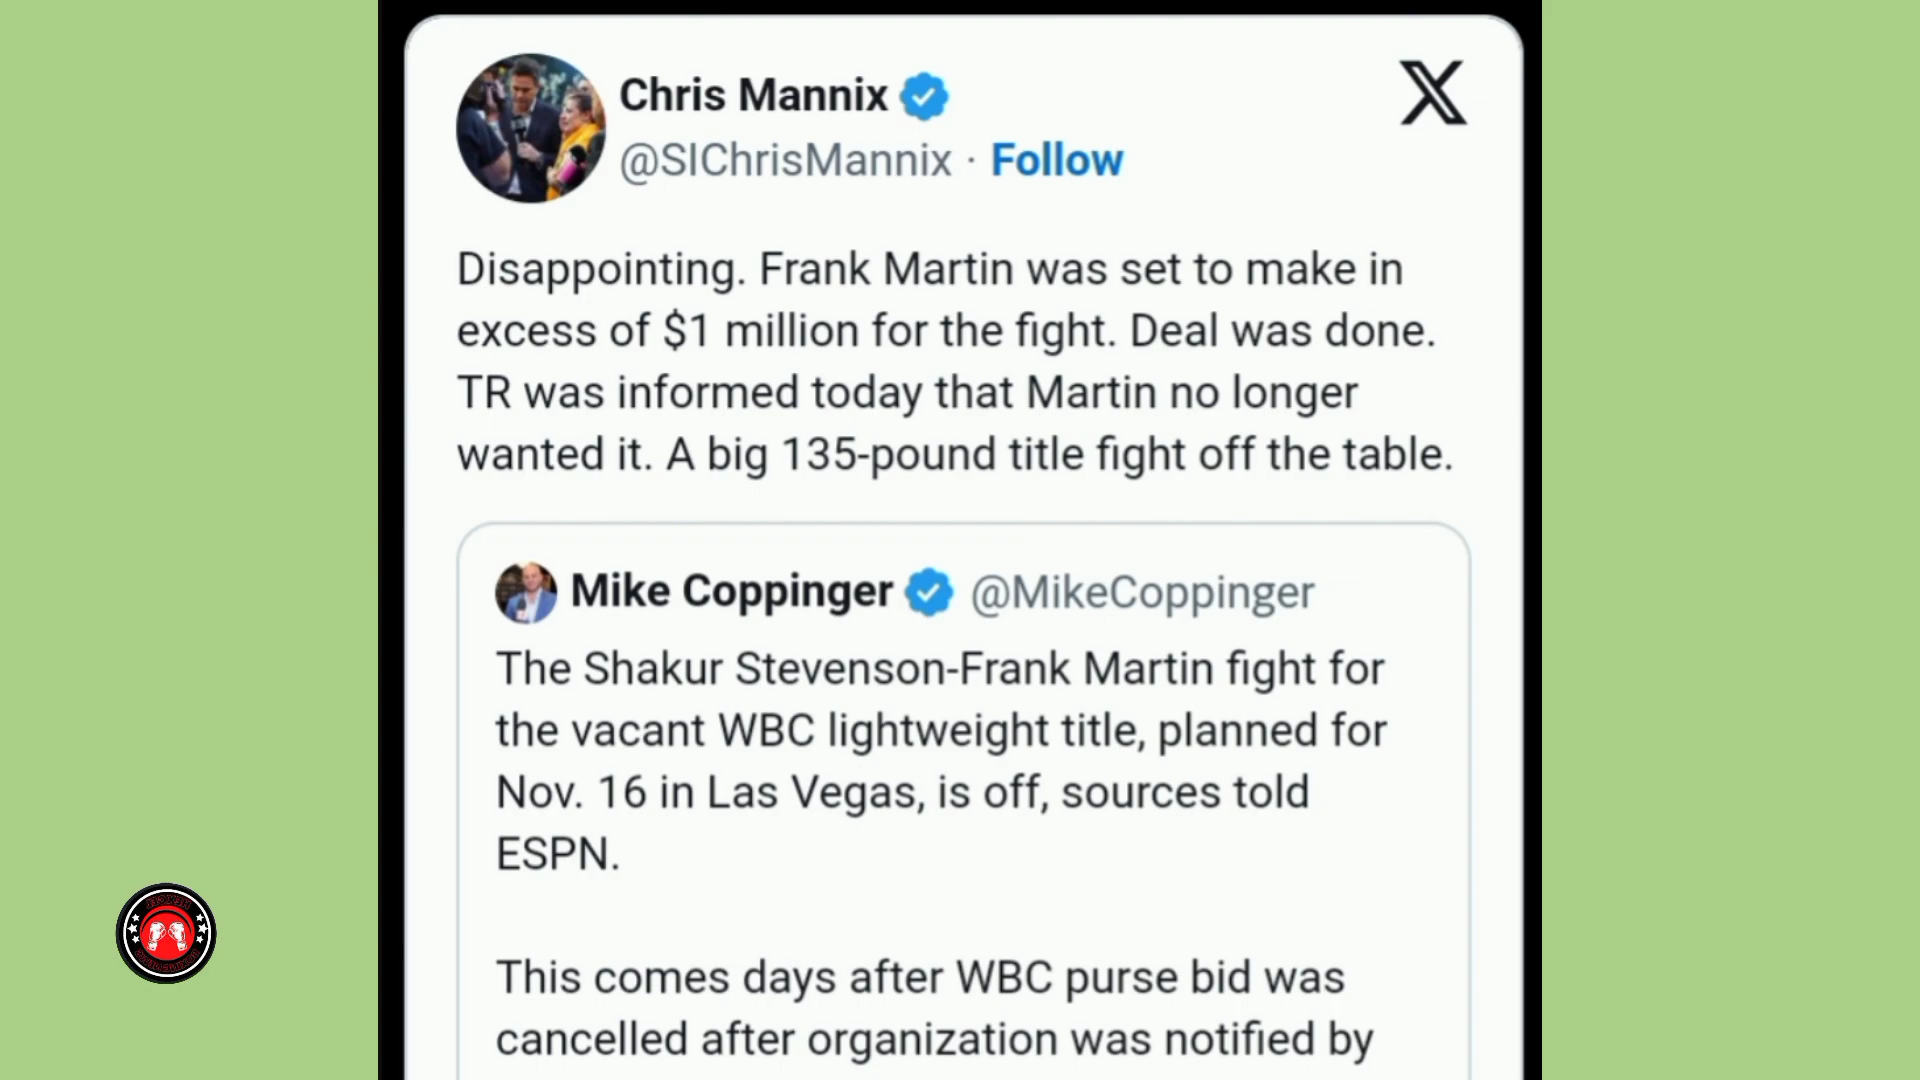 Chris Mannix
@SIChrisMannix · Follow
Disappointing. Frank Martin was set to make in
excess of $1 million for the fight. Deal was done.
TR was informed today that Martin no longer
wanted it. A big 135-pound title fight off the table.
Mike Coppinger @MikeCoppinger
The Shakur Stevenson-Frank Martin fight for
the vacant WBC lightweight title, planned for
Nov. 16 in Las Vegas, is off, sources told
ESPN.
This comes days after WBC purse bid was
cancelled after organization was notified by